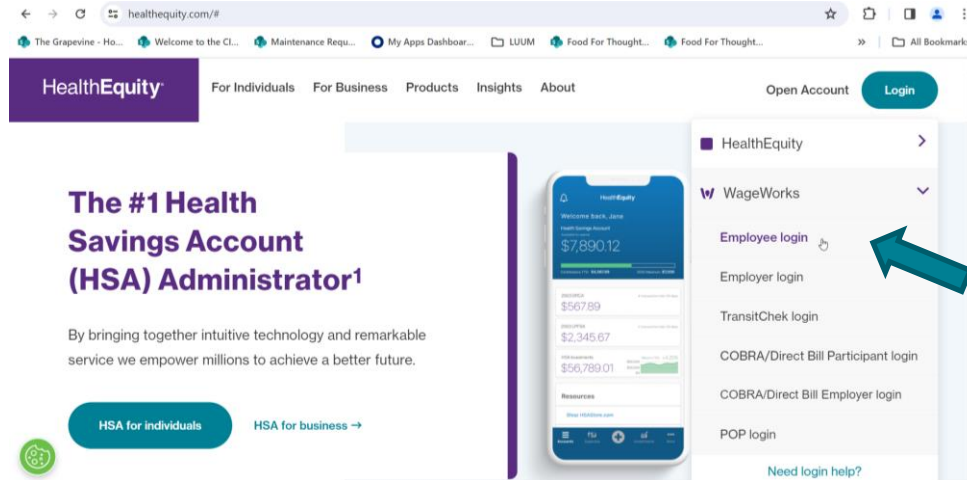 healthequity.com/#
The Grapevine - Ho... Welcome to the Cl... Maintenance Requ... My Apps Dashboar... LUUM Food For Thought... Food For Thought... » All Bookmark
HealthEquity For Individuals For Business Products Insights About Open Account Login
The #1 Health
Savings Account
(HSA) Administrator1
By bringing together intuitive technology and remarkable
service we empower millions to achieve a better future.
HSA for individuals HSA for business →
HealthEquity
Welcome back, Jane
Health Savings Account
$7,890.12
$567.89
$2,345.67
$56,789.01
Resources
HealthEquity
WageWorks
Employee login
Employer login
TransitChek login
COBRA/Direct Bill Participant login
COBRA/Direct Bill Employer login
POP login
Need login help?